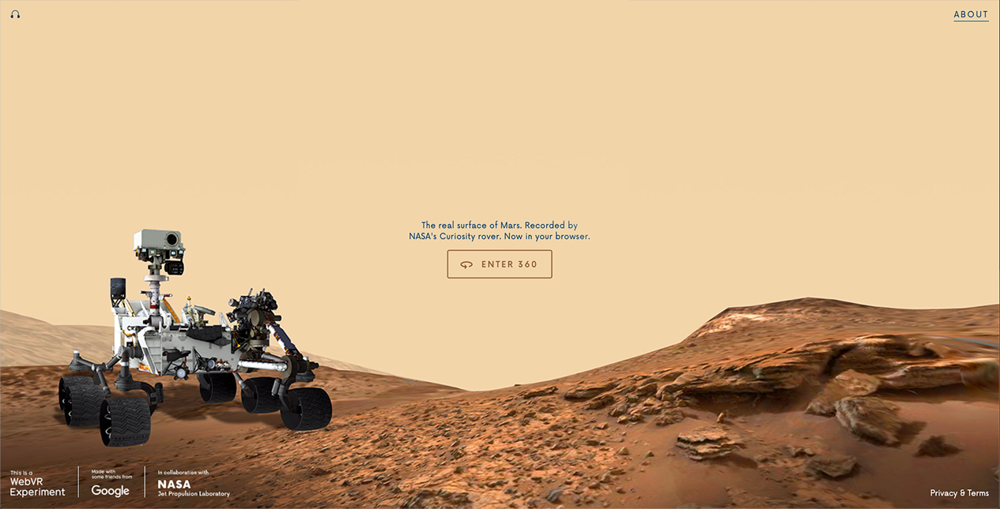 ABOUT
The real surface of Mars. Recorded by
NASA's Curiosity rover. Now in your browser.
ENTER 360
This is a
WebVR
Experiment
Made with
some friends from
Google
In collaboration with
NASA
Jet Propulsion Laboratory
Privacy & Terms